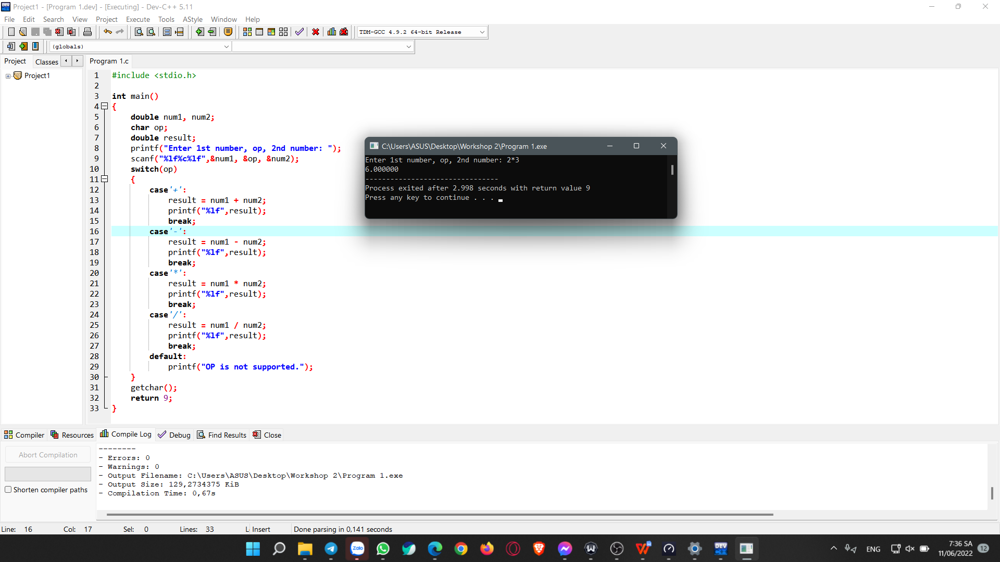 Project1 - [Program 1.dev] - [Executing] - Dev-C++ 5.11
File Edit Search View Project Execute Tools AStyle Window Help
TDM-GCC 4.9.2 64-bit Release
(globals)
Project Classes Program 1.c
Project1
1 #include <stdio.h>
2
3 int main()
4 {
5 double num1, num2;
6 char op;
7 double result;
8 printf("Enter 1st number, op, 2nd number: ");
9 scanf("%lf%c%lf",&num1, &op, &num2);
10 switch(op)
11 {
12 case'+':
13 result = num1 + num2;
14 printf("%lf",result);
15 break;
16 case'-':
17 result = num1 - num2;
18 printf("%lf",result);
19 break;
20 case'*':
21 result = num1 * num2;
22 printf("%lf",result);
23 break;
24 case'/':
25 result = num1 / num2;
26 printf("%lf",result);
27 break;
28 default:
29 printf("OP is not supported.");
30 }
31 getchar();
32 return 9;
33 }
C:\Users\ASUS\Desktop\Workshop 2\Program 1.exe
Enter 1st number, op, 2nd number: 2*3
6.000000
--------------------------------
Process exited after 2.998 seconds with return value 9
Press any key to continue . . .
Compiler Resources Compile Log Debug Find Results Close
Abort Compilation
Shorten compiler paths
--------
- Errors: 0
- Warnings: 0
- Output Filename: C:\Users\ASUS\Desktop\Workshop 2\Program 1.exe
- Output Size: 129,2734375 KiB
- Compilation Time: 0,67s
Line: 16 Col: 17 Sel: 0 Lines: 33 L Insert Done parsing in 0,141 seconds
Zalo
DEV
ENG
7:36 SA
11/06/2022
12